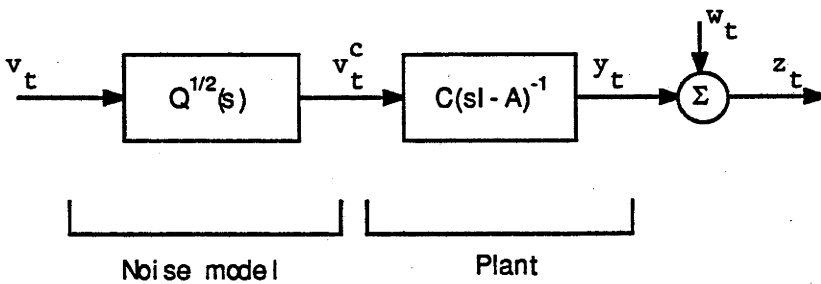 w_t
v_t
v_t^c
y_t
z_t
Q^{1/2}(s)
C(sI - A)^{-1}
Σ
Noise model
Plant